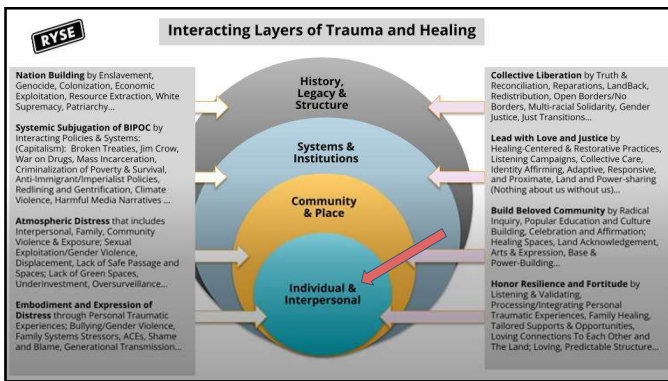 RYSE
Interacting Layers of Trauma and Healing
Nation Building by Enslavement,
Genocide, Colonization, Economic
Exploitation, Resource Extraction, White
Supremacy, Patriarchy...
Systemic Subjugation of BIPOC by
Interacting Policies & Systems:
(Capitalism): Broken Treaties, Jim Crow,
War on Drugs, Mass Incarceration,
Criminalization of Poverty & Survival,
Anti-Immigrant/Imperialist Policies,
Redlining and Gentrification, Climate
Violence, Harmful Media Narratives ...
Atmospheric Distress that includes
Interpersonal, Family, Community
Violence & Exposure; Sexual
Exploitation/Gender Violence,
Displacement, Lack of Safe Passage and
Spaces; Lack of Green Spaces,
Underinvestment, Oversurveillance...
Embodiment and Expression of
Distress through Personal Traumatic
Experiences; Bullying/Gender Violence,
Family Systems Stressors, ACEs, Shame
and Blame, Generational Transmission...
History,
Legacy &
Structure
Systems &
Institutions
Community
& Place
Individual &
Interpersonal
Collective Liberation by Truth &
Reconciliation, Reparations, LandBack,
Redistribution, Open Borders/No
Borders, Multi-racial Solidarity, Gender
Justice, Just Transitions...
Lead with Love and Justice by
Healing-Centered & Restorative Practices,
Listening Campaigns, Collective Care,
Identity Affirming, Adaptive, Responsive,
and Proximate, Land and Power-sharing
(Nothing about us without us)...
Build Beloved Community by Radical
Inquiry, Popular Education and Culture
Building, Celebration and Affirmation;
Healing Spaces, Land Acknowledgement,
Arts & Expression, Base &
Power-Building...
Honor Resilience and Fortitude by
Listening & Validating,
Processing/Integrating Personal
Traumatic Experiences, Family Healing,
Tailored Supports & Opportunities,
Loving Connections To Each Other and
The Land; Loving, Predictable Structure...